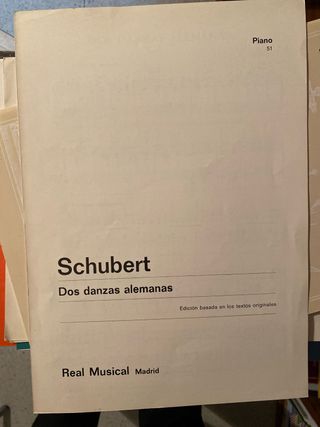 Piano
51
Schubert
Dos danzas alemanas
Edición basada en los textos originales
Real Musical Madrid